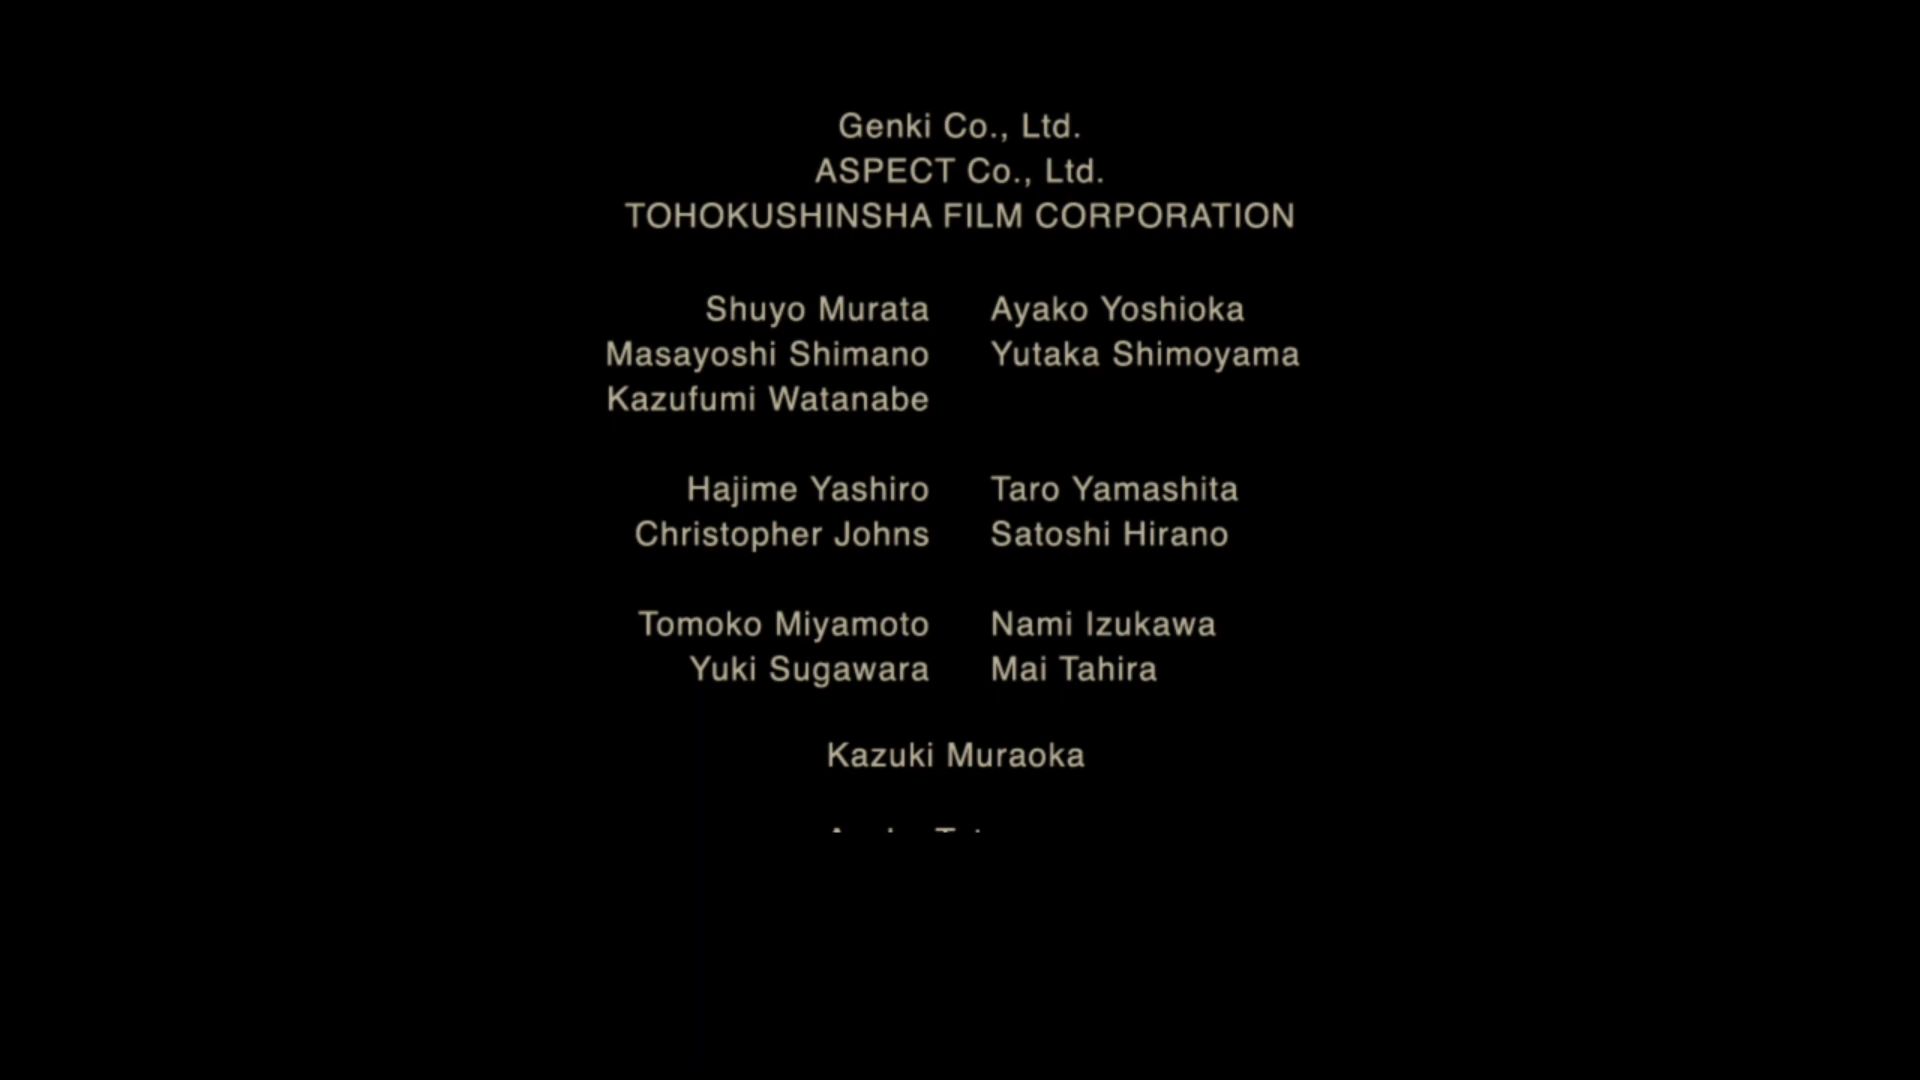 Genki Co., Ltd.
ASPECT Co., Ltd.
TOHOKUSHINSHA FILM CORPORATION
Shuyo Murata Ayako Yoshioka
Masayoshi Shimano Yutaka Shimoyama
Kazufumi Watanabe
Hajime Yashiro Taro Yamashita
Christopher Johns Satoshi Hirano
Tomoko Miyamoto Nami Izukawa
Yuki Sugawara Mai Tahira
Kazuki Muraoka